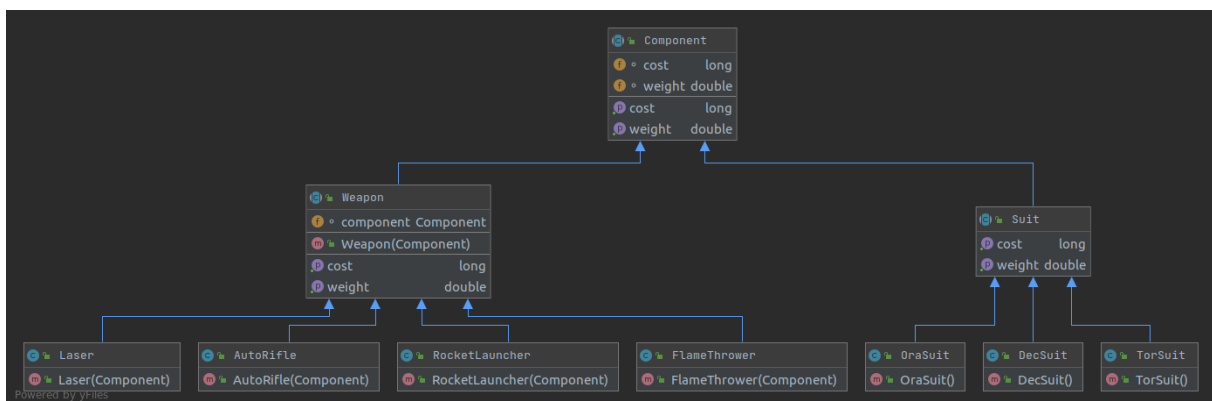 Component
cost long
weight double
cost long
weight double
Weapon
component Component
Weapon(Component)
cost long
weight double
Suit
cost long
weight double
Laser
Laser(Component)
AutoRifle
AutoRifle(Component)
RocketLauncher
RocketLauncher(Component)
FlameThrower
FlameThrower(Component)
OraSuit
OraSuit()
DecSuit
DecSuit()
TorSuit
TorSuit()
Powered by yFiles